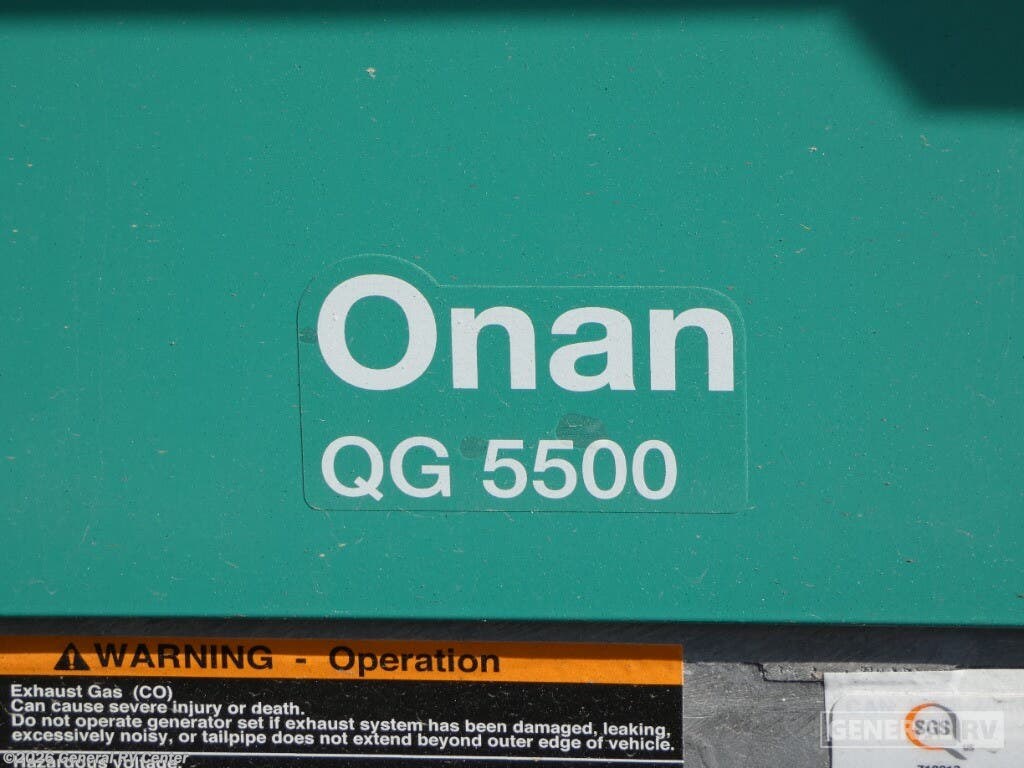 Onan
QG 5500
WARNING - Operation
Exhaust Gas (CO)
Can cause severe injury or death.
Do not operate generator set if exhaust system has been damaged, leaking,
excessively noisy, or tailpipe does not extend beyond outer edge of vehicle.
Hazardous Voltage.
SGS
GENERAL RV
©2026 General RV Center